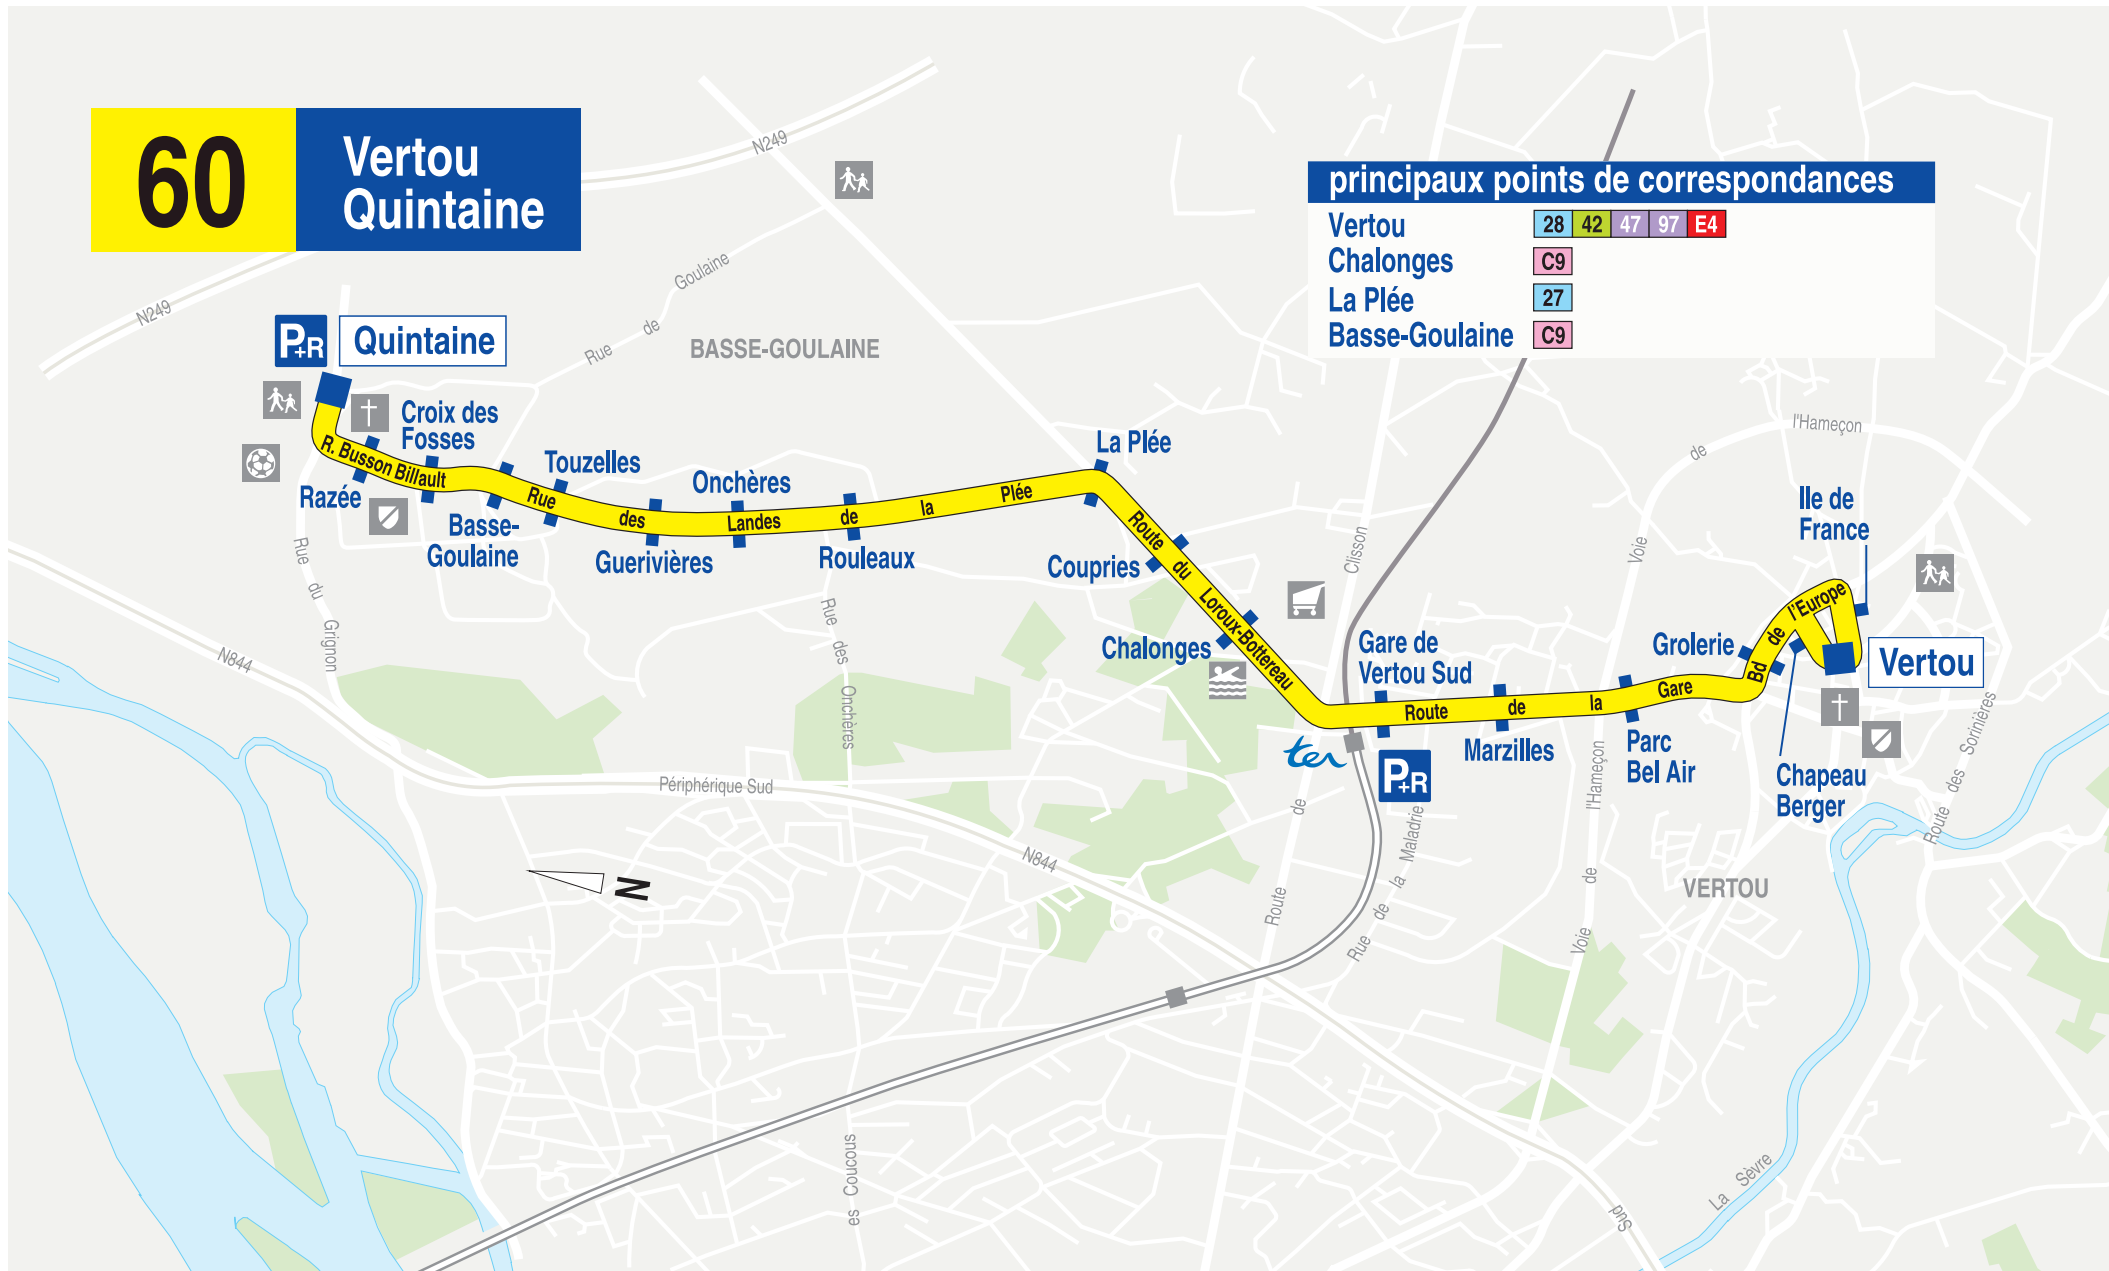 60
Vertou
Quintaine
principaux points de correspondances
Vertou 28 42 47 97 E4
Chalonges C9
La Plée 27
Basse-Goulaine C9
N249
N249
Rue de Goulaine
BASSE-GOULAINE
P+R
Quintaine
Croix des
Fosses
R. Busson Billault
Razée
Basse-
Goulaine
Touzelles
Rue des Landes de la Plée
Guerivières
Onchères
Rouleaux
La Plée
Route du Loroux-Bottereau
Coupries
Chalonges
Clisson
Gare de
Vertou Sud
ter
P+R
Route de la Gare
Marzilles
Parc
Bel Air
Grolerie
Bd de l'Europe
Ile de
France
Vertou
Chapeau
Berger
Voie de l'Hameçon
Voie de l'Hameçon
Rue du Grignon
N844
Rue des Onchères
Périphérique Sud
N844
N
Route de
Rue de la Maladrie
VERTOU
Route des Sorinières
La Sèvre
Sud
es Coucous